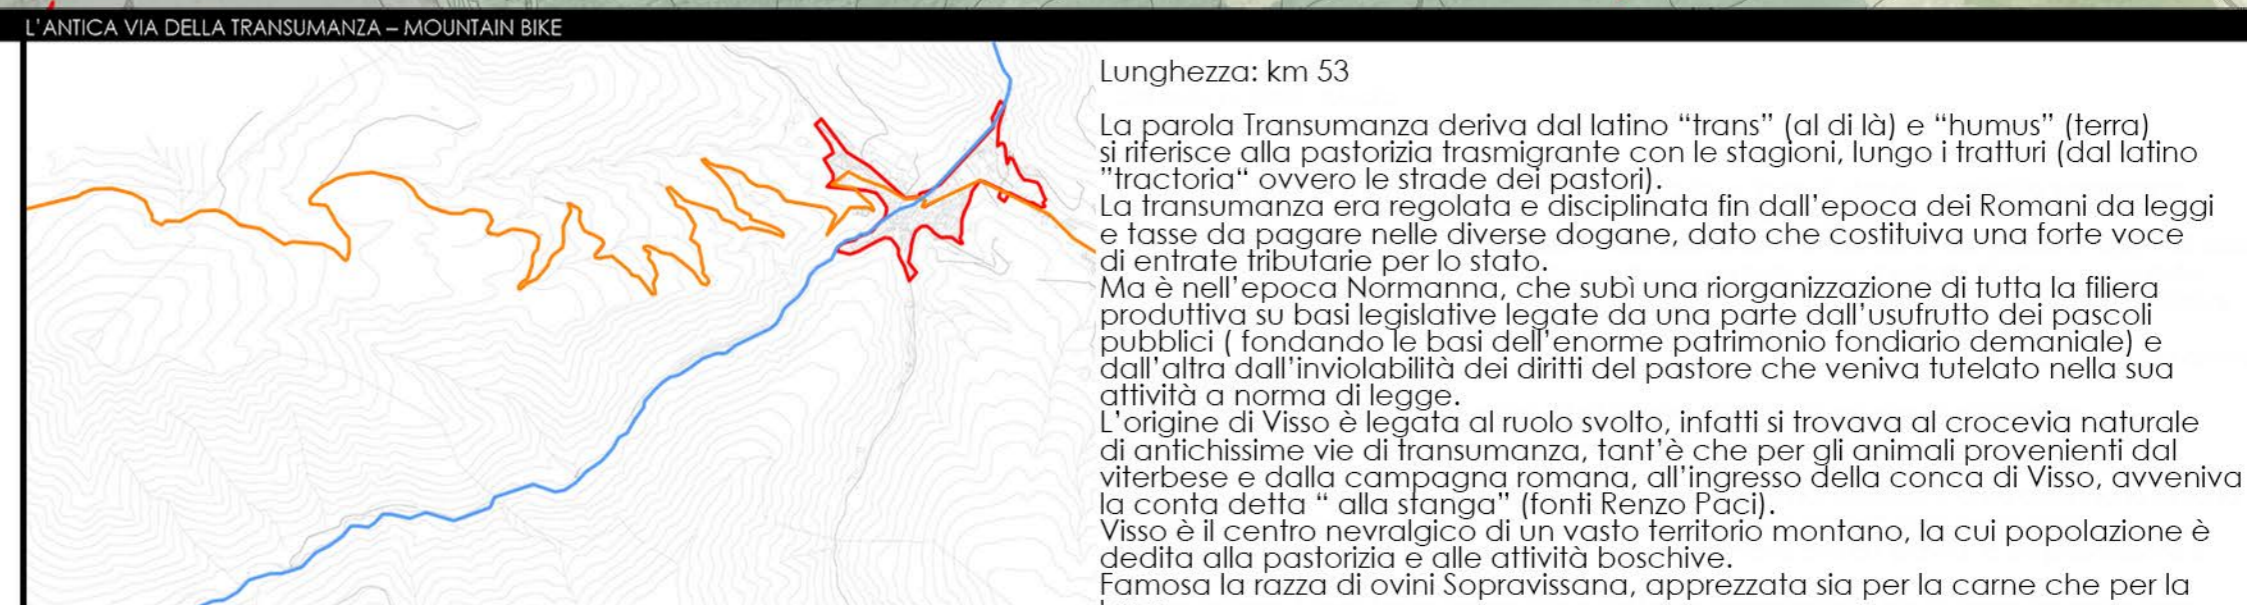 L'ANTICA VIA DELLA TRANSUMANZA – MOUNTAIN BIKE
Lunghezza: km 53
La parola Transumanza deriva dal latino “trans” (al di là) e “humus” (terra)
si riferisce alla pastorizia trasmigrante con le stagioni, lungo i tratturi (dal latino
”tractoria“ ovvero le strade dei pastori).
La transumanza era regolata e disciplinata fin dall'epoca dei Romani da leggi
e tasse da pagare nelle diverse dogane, dato che costituiva una forte voce
di entrate tributarie per lo stato.
Ma è nell'epoca Normanna, che subì una riorganizzazione di tutta la filiera
produttiva su basi legislative legate da una parte dall'usufrutto dei pascoli
pubblici ( fondando le basi dell'enorme patrimonio fondiario demaniale) e
dall'altra dall'inviolabilità dei diritti del pastore che veniva tutelato nella sua
attività a norma di legge.
L'origine di Visso è legata al ruolo svolto, infatti si trovava al crocevia naturale
di antichissime vie di transumanza, tant'è che per gli animali provenienti dal
viterbese e dalla campagna romana, all'ingresso della conca di Visso, avveniva
la conta detta “ alla stanga” (fonti Renzo Paci).
Visso è il centro nevralgico di un vasto territorio montano, la cui popolazione è
dedita alla pastorizia e alle attività boschive.
Famosa la razza di ovini Sopravissana, apprezzata sia per la carne che per la